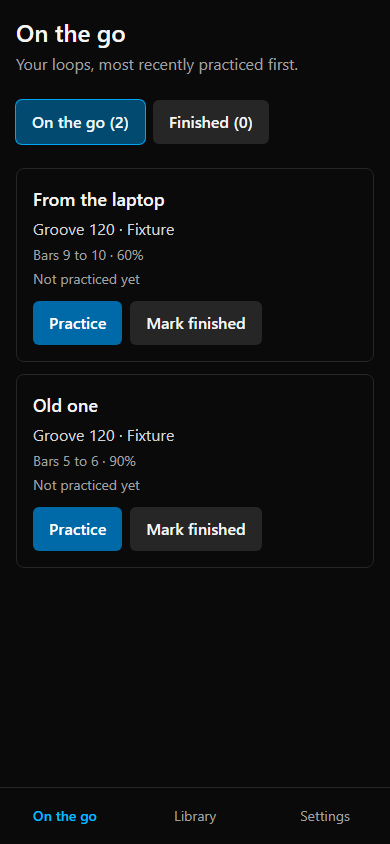 On the go
Your loops, most recently practiced first.
On the go (2)
Finished (0)
From the laptop
Groove 120 · Fixture
Bars 9 to 10 · 60%
Not practiced yet
Practice
Mark finished
Old one
Groove 120 · Fixture
Bars 5 to 6 · 90%
Not practiced yet
Practice
Mark finished
On the go
Library
Settings